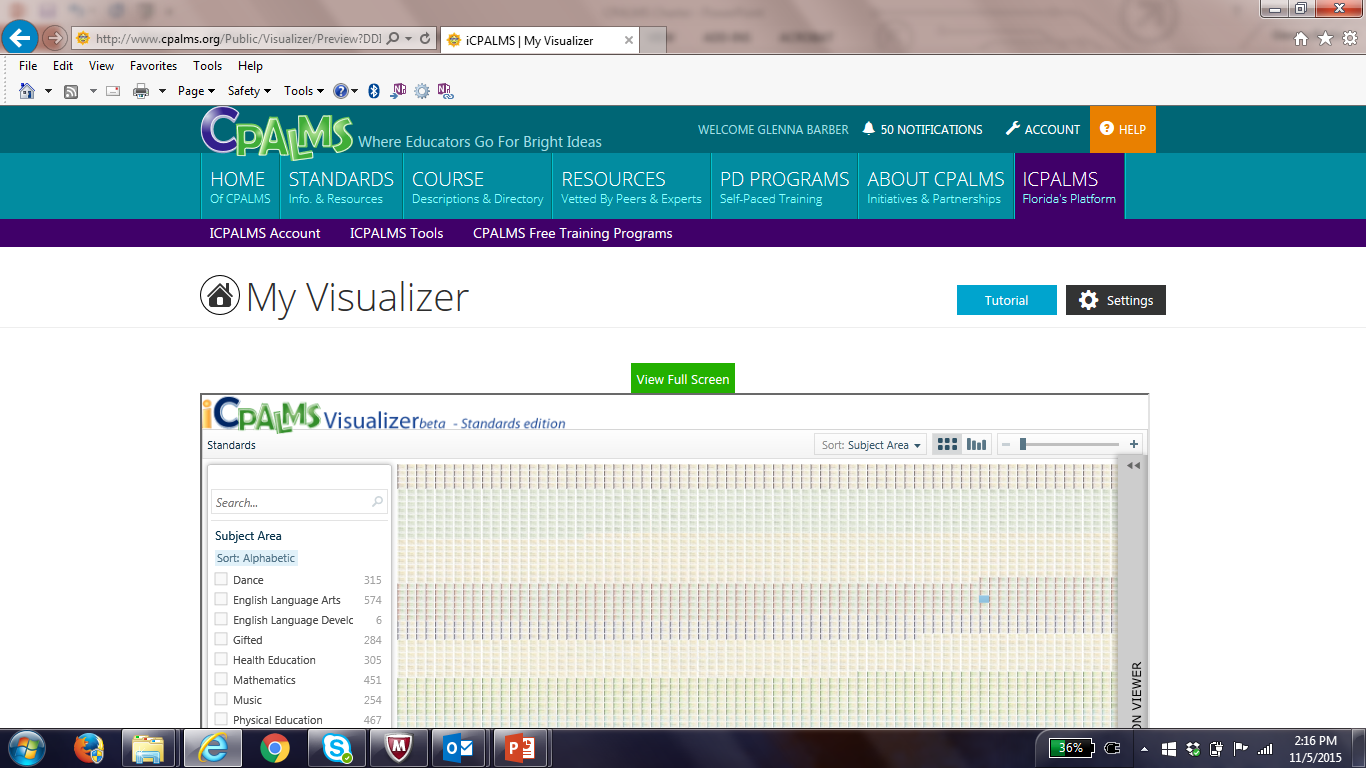 http://www.cpalms.org/Public/Visualizer/Preview?DDI
iCPALMS | My Visualizer
File Edit View Favorites Tools Help
Page Safety Tools
CPALMS Where Educators Go For Bright Ideas
WELCOME GLENNA BARBER 50 NOTIFICATIONS ACCOUNT HELP
HOME STANDARDS COURSE RESOURCES PD PROGRAMS ABOUT CPALMS ICPALMS
Of CPALMS Info. & Resources Descriptions & Directory Vetted By Peers & Experts Self-Paced Training Initiatives & Partnerships Florida's Platform
ICPALMS Account ICPALMS Tools CPALMS Free Training Programs
My Visualizer
Tutorial Settings
View Full Screen
iCPALMS Visualizer beta - Standards edition
Standards
Sort: Subject Area
Search...
Subject Area
Sort: Alphabetic
Dance 315
English Language Arts 574
English Language Develc 6
Gifted 284
Health Education 305
Mathematics 451
Music 254
Physical Education 467
ON VIEWER
36%
2:16 PM
11/5/2015